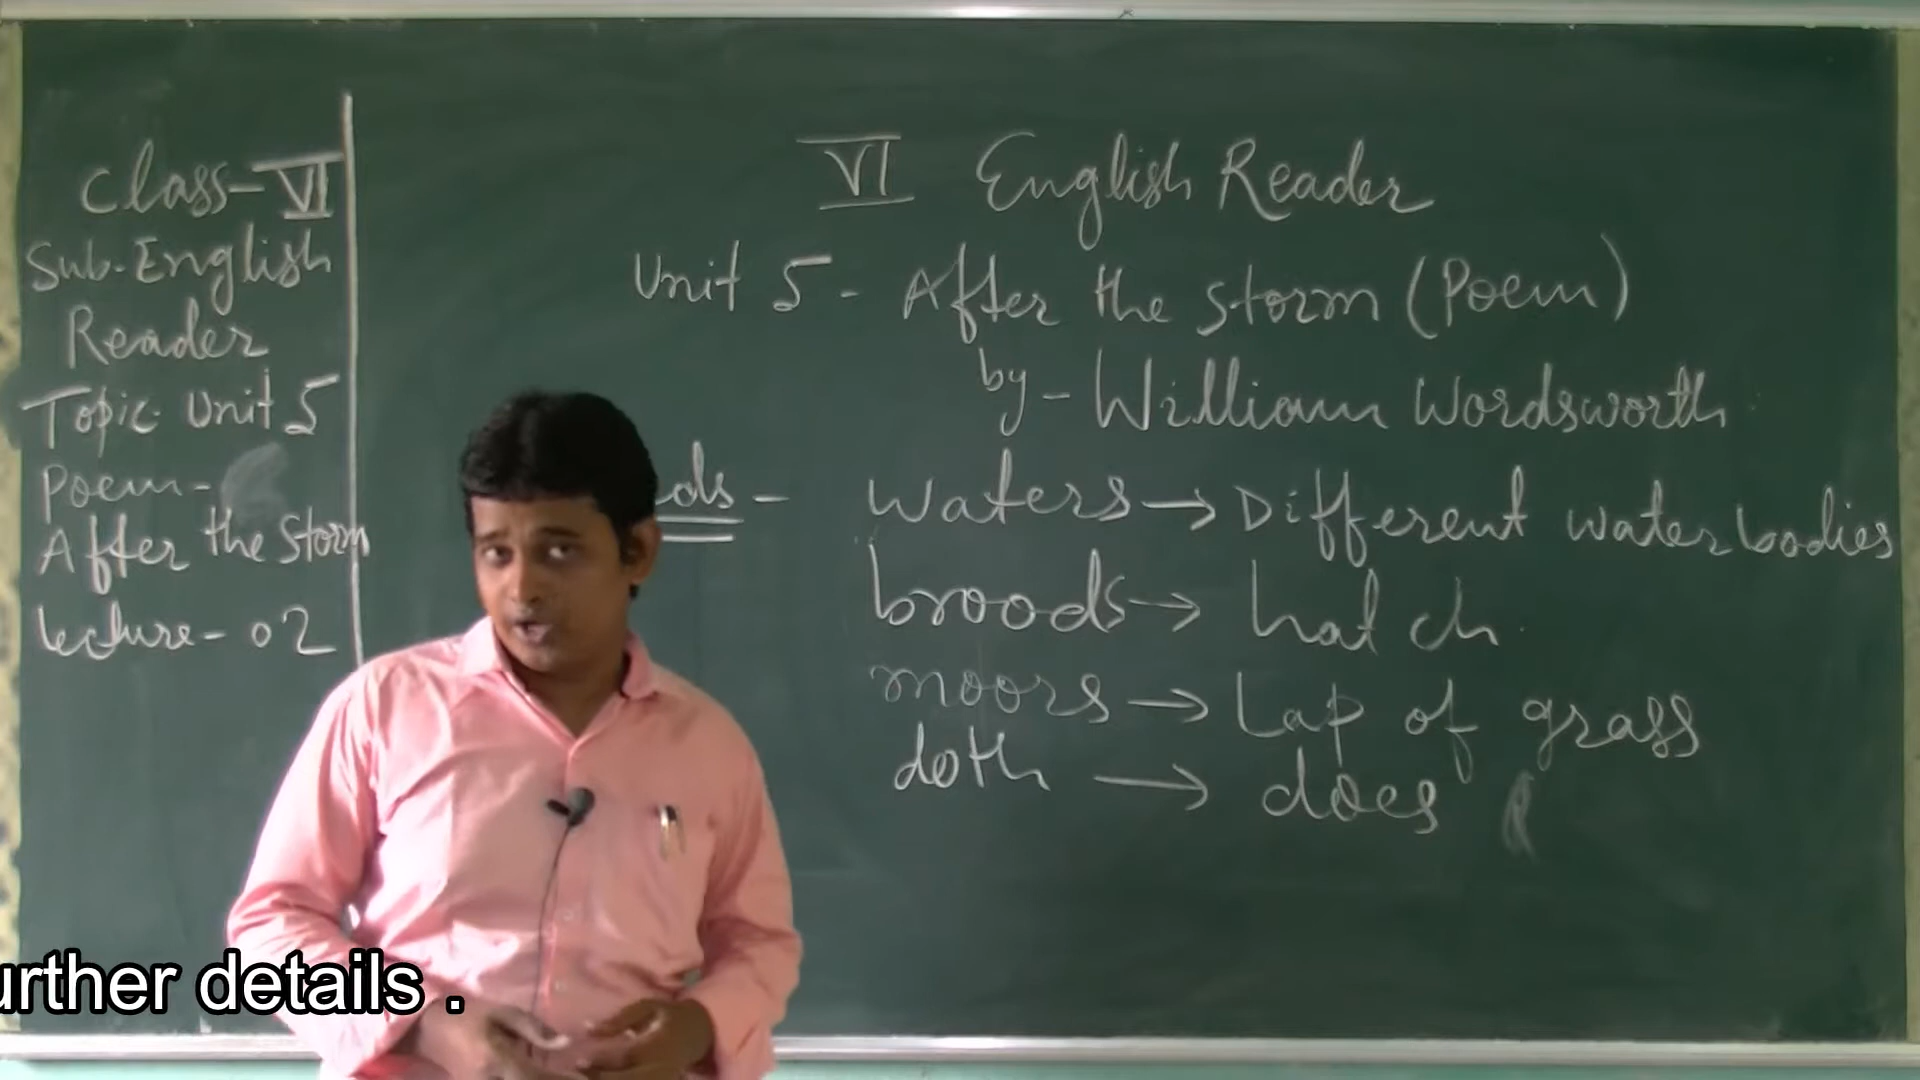 Class-VI
Sub-English
Reader
Topic. Unit 5
Poem-
After the Storm
Lecture-02
VI English Reader
Unit 5 - After the Storm (Poem)
by - William Wordsworth
waters → Different water bodies
broods → hatch
moors → Lap of grass
doth → does
details .